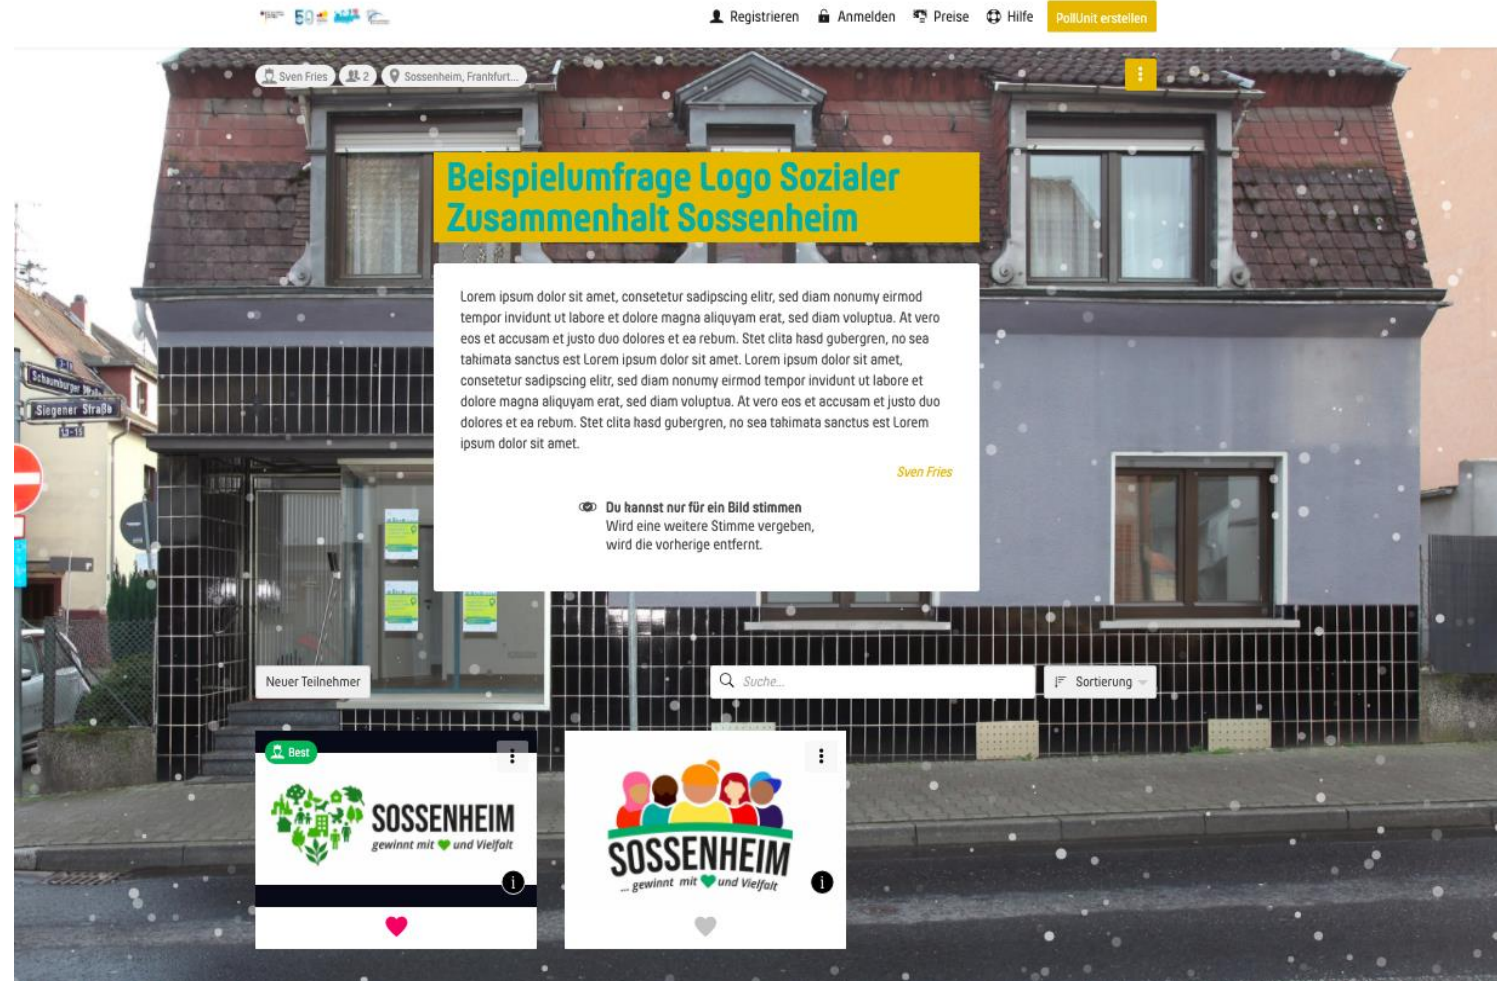 Registrieren Anmelden Preise Hilfe PollUnit erstellen
Sven Fries 2 Sossenheim, Frankfurt...
Beispielumfrage Logo Sozialer
Zusammenhalt Sossenheim
Lorem ipsum dolor sit amet, consetetur sadipscing elitr, sed diam nonumy eirmod
tempor invidunt ut labore et dolore magna aliquyam erat, sed diam voluptua. At vero
eos et accusam et justo duo dolores et ea rebum. Stet clita kasd gubergren, no sea
takimata sanctus est Lorem ipsum dolor sit amet. Lorem ipsum dolor sit amet,
consetetur sadipscing elitr, sed diam nonumy eirmod tempor invidunt ut labore et
dolore magna aliquyam erat, sed diam voluptua. At vero eos et accusam et justo duo
dolores et ea rebum. Stet clita kasd gubergren, no sea takimata sanctus est Lorem
ipsum dolor sit amet.
Sven Fries
Du kannst nur für ein Bild stimmen
Wird eine weitere Stimme vergeben,
wird die vorherige entfernt.
Schaumburger Straße
Siegener Straße
13-15
Neuer Teilnehmer
Suche...
Sortierung
Best
SOSSENHEIM
gewinnt mit und Vielfalt
i
SOSSENHEIM
... gewinnt mit und Vielfalt
i